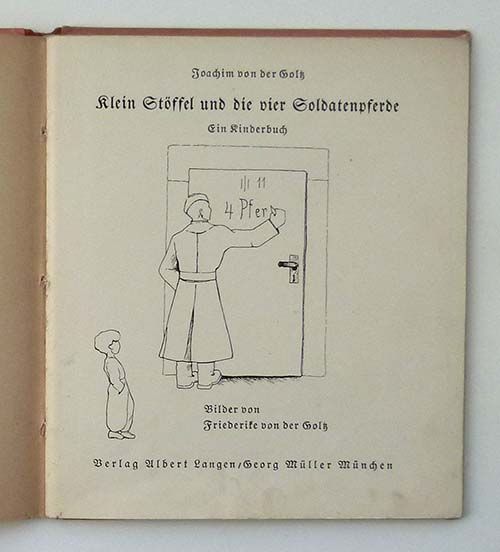 Joachim von der Goltz
Klein Stöffel und die vier Soldatenpferde
Ein Kinderbuch
I/I 11
4 Pfer
Bilder von
Friederike von der Goltz
Verlag Albert Langen/Georg Müller München